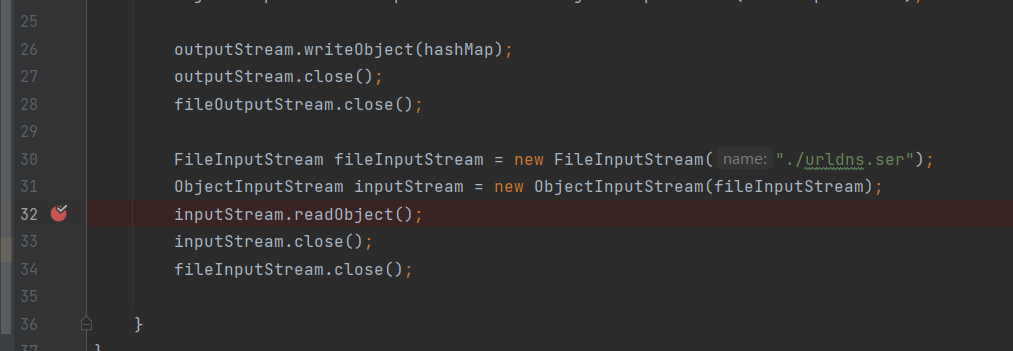 25
26 outputStream.writeObject(hashMap);
27 outputStream.close();
28 fileOutputStream.close();
29
30 FileInputStream fileInputStream = new FileInputStream( name: "./urldns.ser");
31 ObjectInputStream inputStream = new ObjectInputStream(fileInputStream);
32 inputStream.readObject();
33 inputStream.close();
34 fileInputStream.close();
35
36 }
37 }